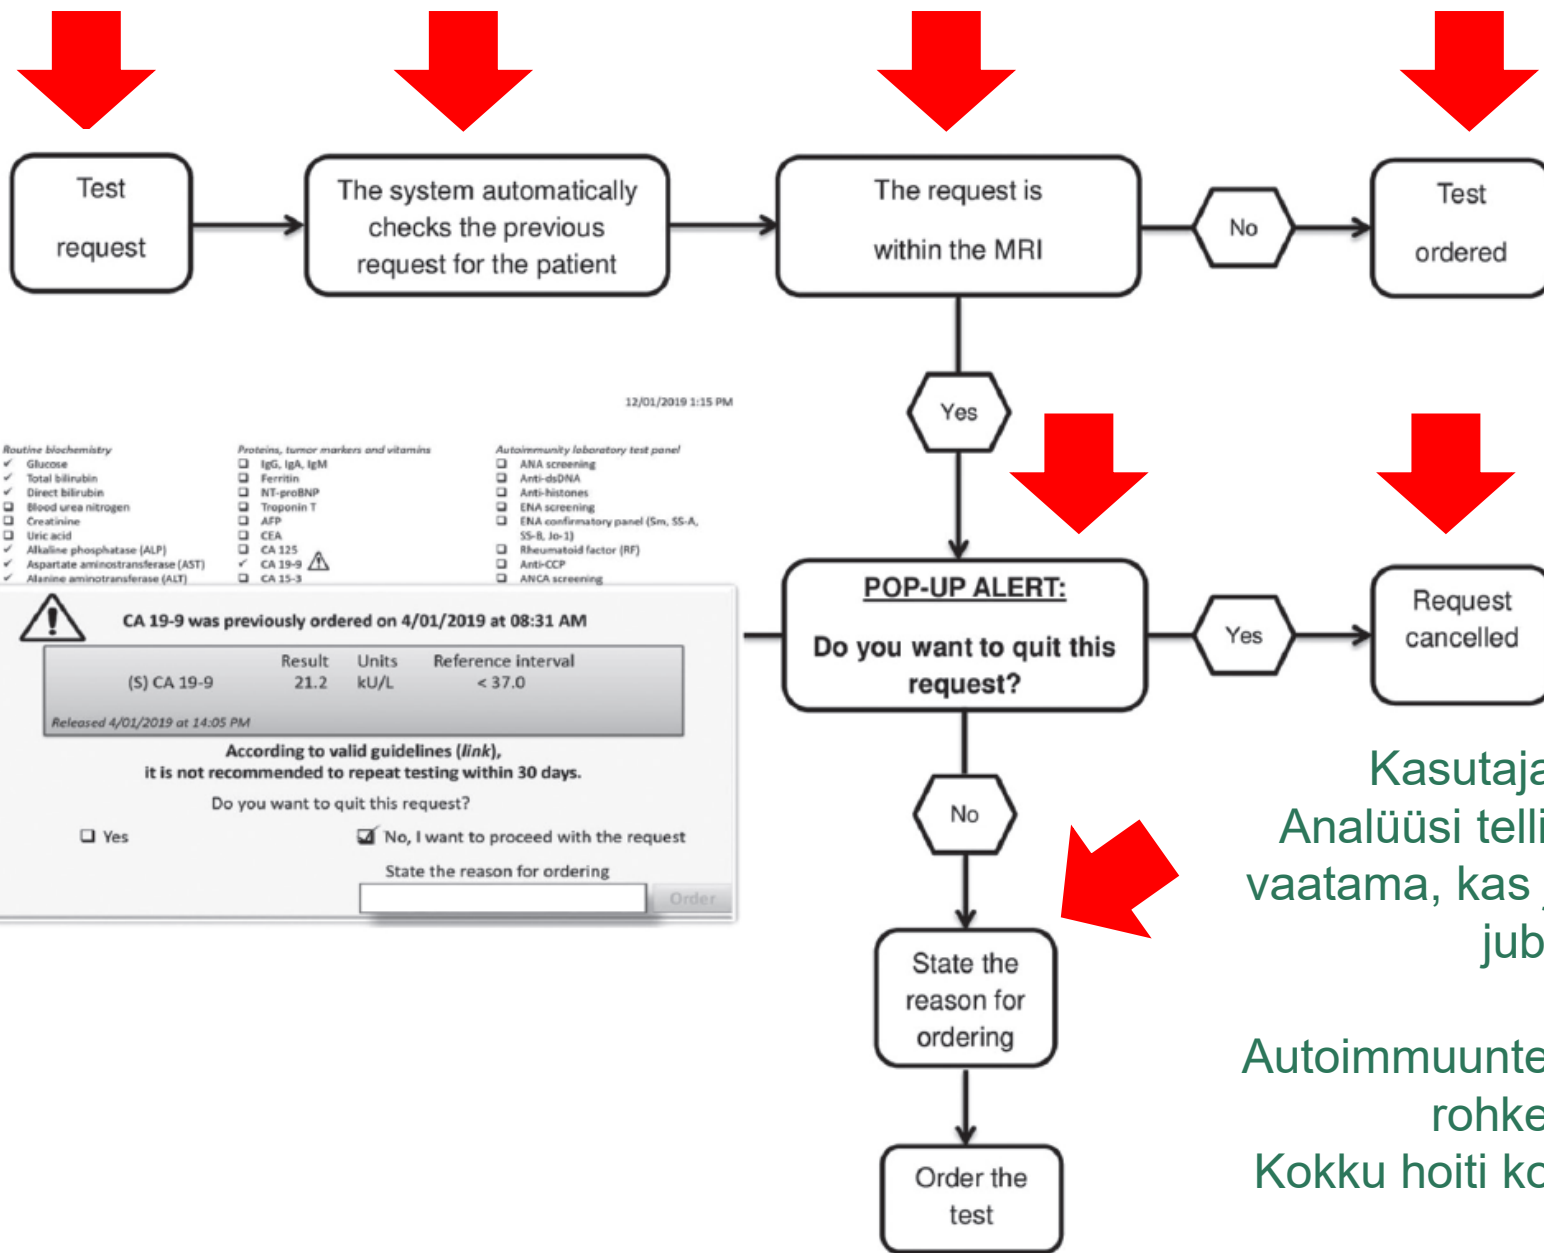 Test
request
The system automatically
checks the previous
request for the patient
The request is
within the MRI
No
Test
ordered
Yes
12/01/2019 1:15 PM
Routine biochemistry
✓ Glucose
✓ Total bilirubin
✓ Direct bilirubin
❑ Blood urea nitrogen
❑ Creatinine
❑ Uric acid
✓ Alkaline phosphatase (ALP)
✓ Aspartate aminostransferase (AST)
✓ Alanine aminotransferase (ALT)
Proteins, tumor markers and vitamins
❑ IgG, IgA, IgM
❑ Ferritin
❑ NT-proBNP
❑ Troponin T
❑ AFP
❑ CEA
❑ CA 125
✓ CA 19-9
❑ CA 15-3
Autoimmunity laboratory test panel
❑ ANA screening
❑ Anti-dsDNA
❑ Anti-histones
❑ ENA screening
❑ ENA confirmatory panel (Sm, SS-A,
SS-B, Jo-1)
❑ Rheumatoid factor (RF)
❑ Anti-CCP
❑ ANCA screening
CA 19-9 was previously ordered on 4/01/2019 at 08:31 AM
Result Units Reference interval
(S) CA 19-9 21.2 kU/L < 37.0
Released 4/01/2019 at 14:05 PM
According to valid guidelines (link),
it is not recommended to repeat testing within 30 days.
Do you want to quit this request?
❑ Yes ☑ No, I want to proceed with the request
State the reason for ordering
Order
POP-UP ALERT:
Do you want to quit this
request?
Yes
Request
cancelled
No
State the
reason for
ordering
Order the
test
Kasutaja
Analüüsi telli
vaatama, kas
jub
Autoimmuunte
rohke
Kokku hoiti ko